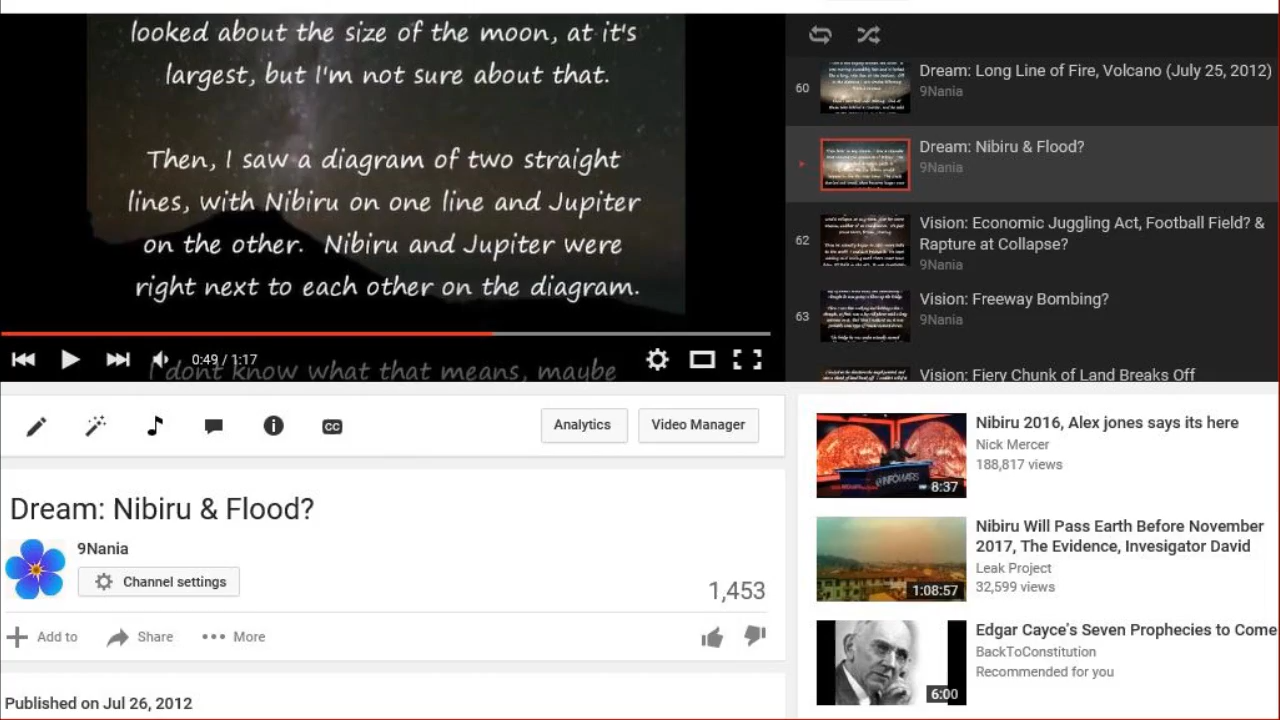 looked about the size of the moon, at it's
largest, but I'm not sure about that.
Then, I saw a diagram of two straight
lines, with Nibiru on one line and Jupiter
on the other. Nibiru and Jupiter were
right next to each other on the diagram.
I dont know what that means, maybe
0:49 / 1:17
60
Dream: Long Line of Fire, Volcano (July 25, 2012)
9Nania
Dream: Nibiru & Flood?
9Nania
62
Vision: Economic Juggling Act, Football Field? &
Rapture at Collapse?
9Nania
63
Vision: Freeway Bombing?
9Nania
Vision: Fiery Chunk of Land Breaks Off
CC
Analytics
Video Manager
Dream: Nibiru & Flood?
9Nania
Channel settings
1,453
Add to
Share
More
Published on Jul 26, 2012
Nibiru 2016, Alex jones says its here
Nick Mercer
188,817 views
INFOWARS
8:37
Nibiru Will Pass Earth Before November
2017, The Evidence, Invesigator David
Leak Project
32,599 views
1:08:57
Edgar Cayce's Seven Prophecies to Come
BackToConstitution
Recommended for you
6:00